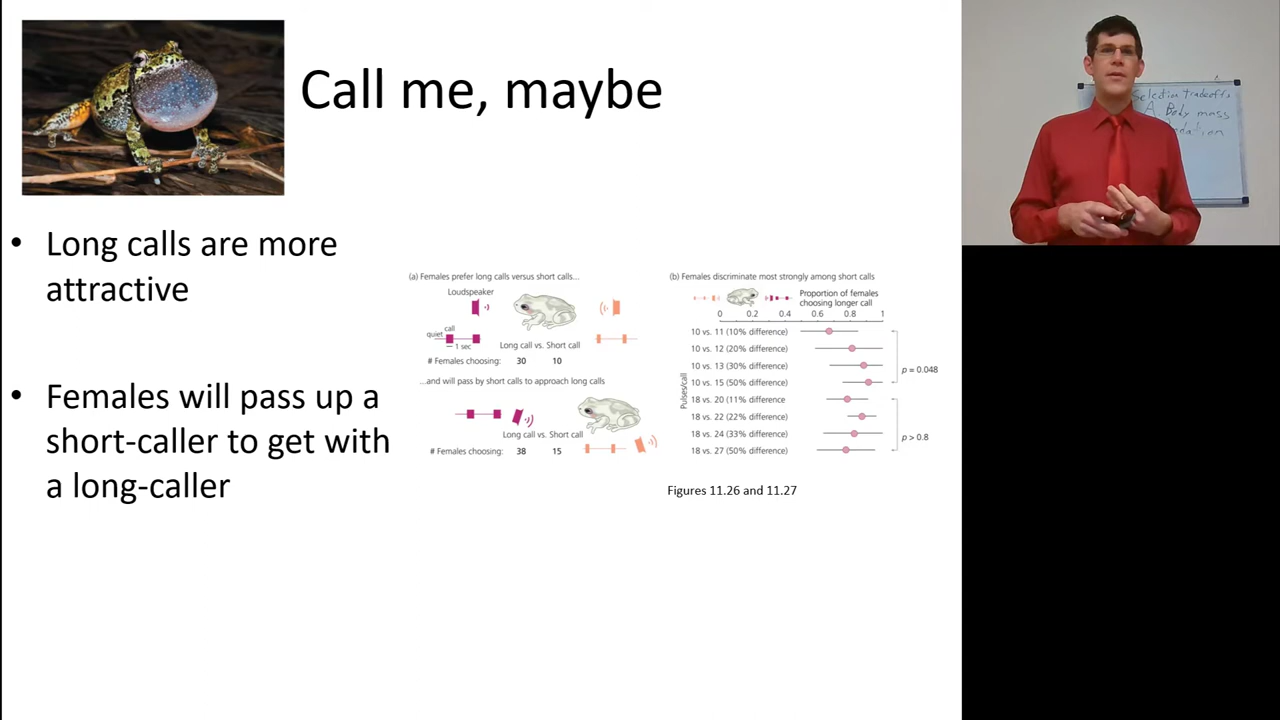 Call me, maybe
• Long calls are more
attractive
• Females will pass up a
short-caller to get with
a long-caller
(a) Females prefer long calls versus short calls...
Loudspeaker
call
quiet
1 sec
Long call vs. Short call
# Females choosing: 30 10
...and will pass by short calls to approach long calls
Long call vs. Short call
# Females choosing: 38 15
(b) Females discriminate most strongly among short calls
Proportion of females
choosing longer call
0 0.2 0.4 0.6 0.8 1
Pulses/call
10 vs. 11 (10% difference)
10 vs. 12 (20% difference)
10 vs. 13 (30% difference)
10 vs. 15 (50% difference)
p = 0.048
18 vs. 20 (11% difference)
18 vs. 22 (22% difference)
18 vs. 24 (33% difference)
18 vs. 27 (50% difference)
p > 0.8
Figures 11.26 and 11.27
Selection tradeoffs
A. Body mass